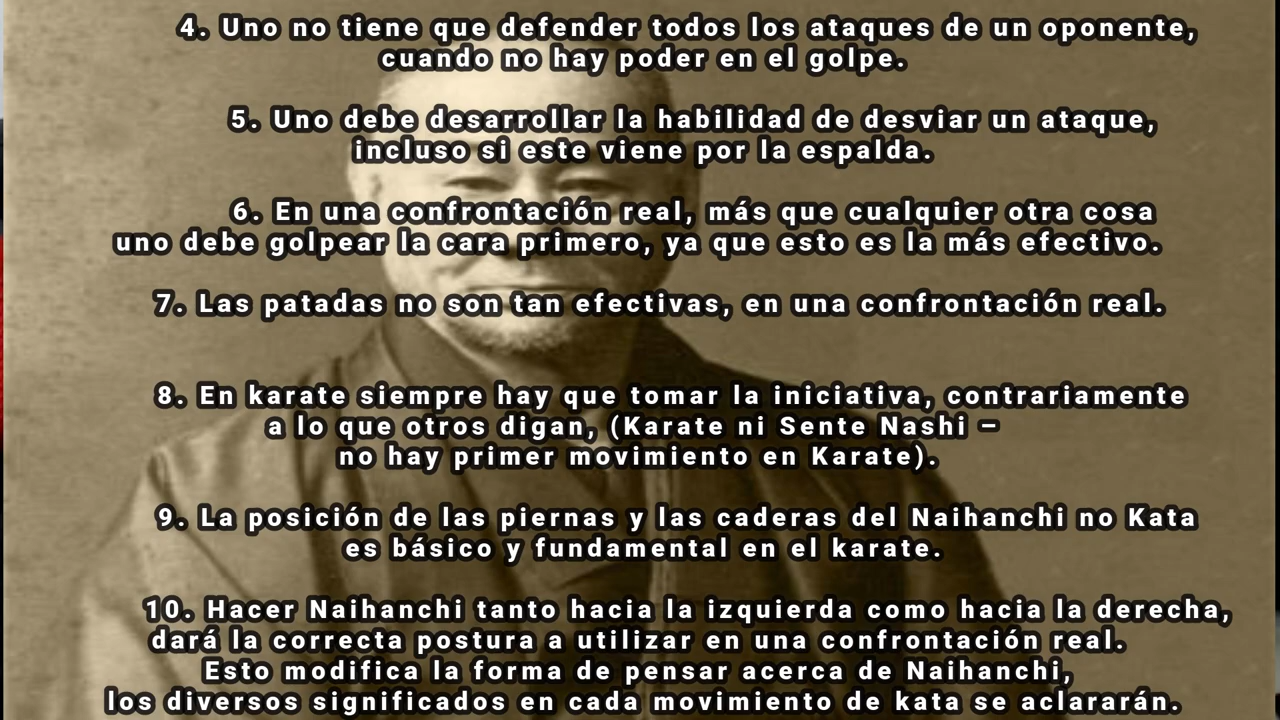 4. Uno no tiene que defender todos los ataques de un oponente,
cuando no hay poder en el golpe.
5. Uno debe desarrollar la habilidad de desviar un ataque,
incluso si este viene por la espalda.
6. En una confrontación real, más que cualquier otra cosa
uno debe golpear la cara primero, ya que esto es la más efectivo.
7. Las patadas no son tan efectivas, en una confrontación real.
8. En karate siempre hay que tomar la iniciativa, contrariamente
a lo que otros digan, (Karate ni Sente Nashi –
no hay primer movimiento en Karate).
9. La posición de las piernas y las caderas del Naihanchi no Kata
es básico y fundamental en el karate.
10. Hacer Naihanchi tanto hacia la izquierda como hacia la derecha,
dará la correcta postura a utilizar en una confrontación real.
Esto modifica la forma de pensar acerca de Naihanchi,
los diversos significados en cada movimiento de kata se aclararán.